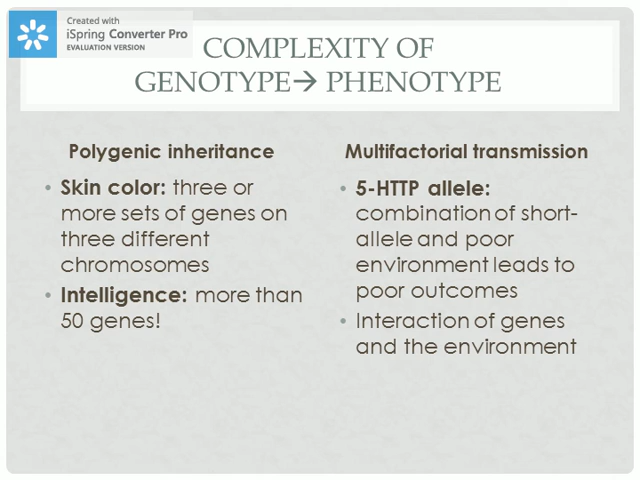 Created with
iSpring Converter Pro
EVALUATION VERSION
COMPLEXITY OF
GENOTYPE→ PHENOTYPE
Polygenic inheritance
• Skin color: three or
more sets of genes on
three different
chromosomes
• Intelligence: more than
50 genes!
Multifactorial transmission
• 5-HTTP allele:
combination of short-
allele and poor
environment leads to
poor outcomes
• Interaction of genes
and the environment